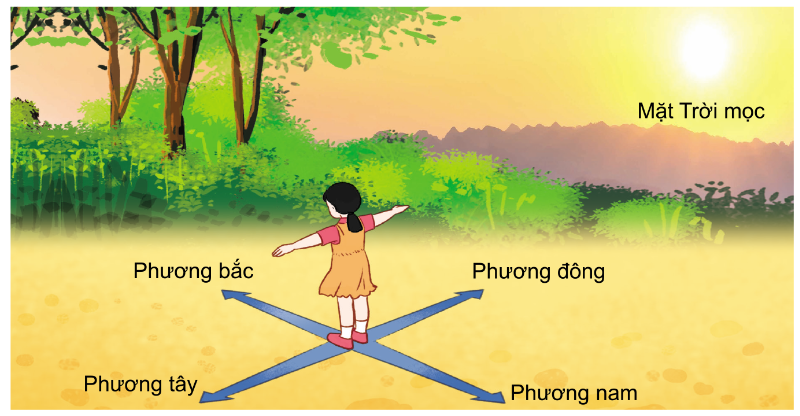 Mặt Trời mọc
Phương bắc
Phương đông
Phương tây
Phương nam